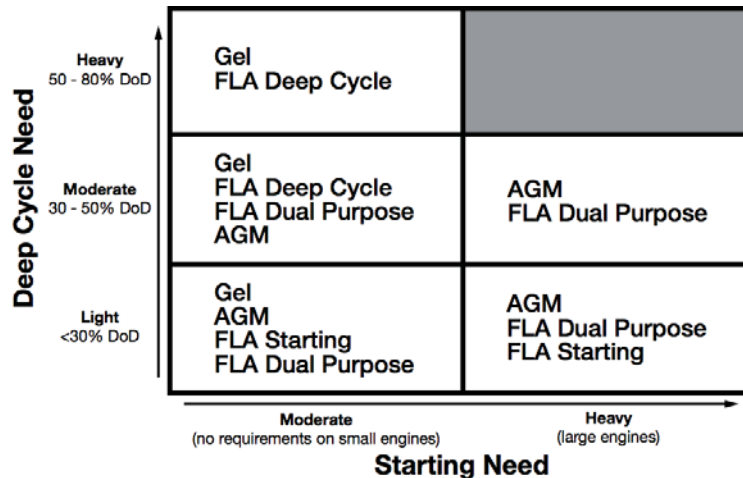 Deep Cycle Need
Heavy
50 - 80% DoD
Gel
FLA Deep Cycle
Moderate
30 - 50% DoD
Gel
FLA Deep Cycle
FLA Dual Purpose
AGM
AGM
FLA Dual Purpose
Light
<30% DoD
Gel
AGM
FLA Starting
FLA Dual Purpose
AGM
FLA Dual Purpose
FLA Starting
Moderate
(no requirements on small engines)
Heavy
(large engines)
Starting Need